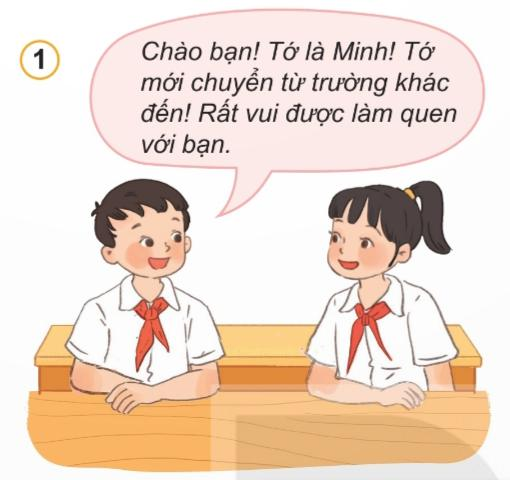 1
Chào bạn! Tớ là Minh! Tớ
mới chuyển từ trường khác
đến! Rất vui được làm quen
với bạn.